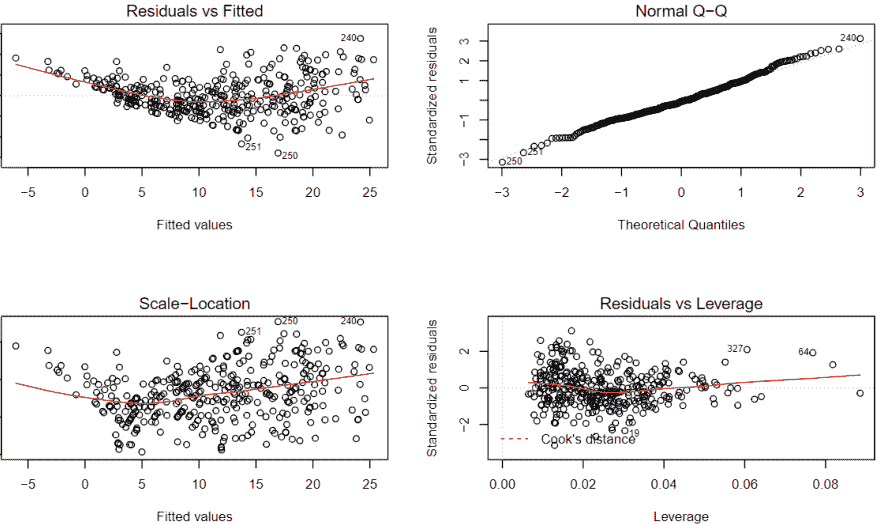 Residuals vs Fitted
240
251
250
−5 0 5 10 15 20 25
Fitted values
Normal Q−Q
Standardized residuals
3
2
1
−1
−3
240
251
250
−3 −2 −1 0 1 2 3
Theoretical Quantiles
Scale−Location
250
240
251
−5 0 5 10 15 20 25
Fitted values
Residuals vs Leverage
Standardized residuals
2
0
−2
327
64
19
Cook's distance
0.00 0.02 0.04 0.06 0.08
Leverage